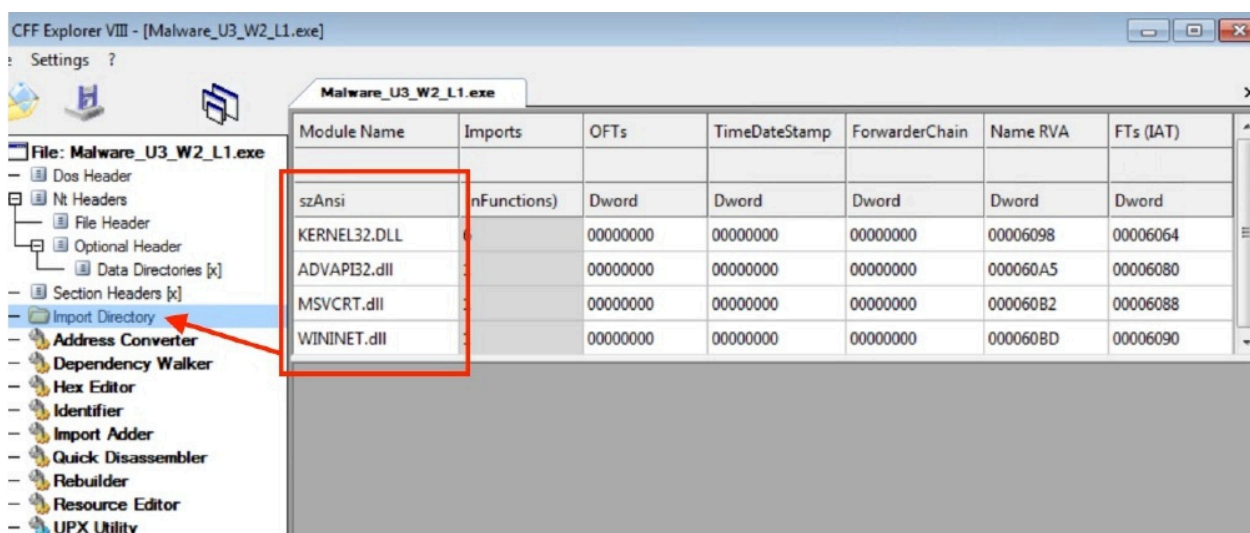 CFF Explorer VIII - [Malware_U3_W2_L1.exe]
Settings ?
Malware_U3_W2_L1.exe
Module Name Imports OFTs TimeDateStamp ForwarderChain Name RVA FTs (IAT)
szAnsi nFunctions) Dword Dword Dword Dword Dword
KERNEL32.DLL 00000000 00000000 00000000 00006098 00006064
ADVAPI32.dll 00000000 00000000 00000000 000060A5 00006080
MSVCRT.dll 00000000 00000000 00000000 000060B2 00006088
WININET.dll 00000000 00000000 00000000 000060BD 00006090
File: Malware_U3_W2_L1.exe
Dos Header
Nt Headers
File Header
Optional Header
Data Directories [x]
Section Headers [x]
Import Directory
Address Converter
Dependency Walker
Hex Editor
Identifier
Import Adder
Quick Disassembler
Rebuilder
Resource Editor
UPX Utility